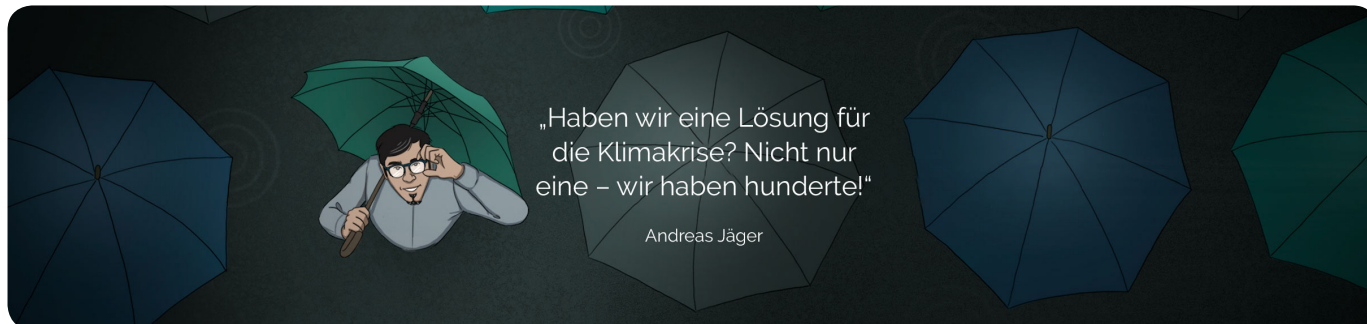 „Haben wir eine Lösung für
die Klimakrise? Nicht nur
eine – wir haben hunderte!“
Andreas Jäger